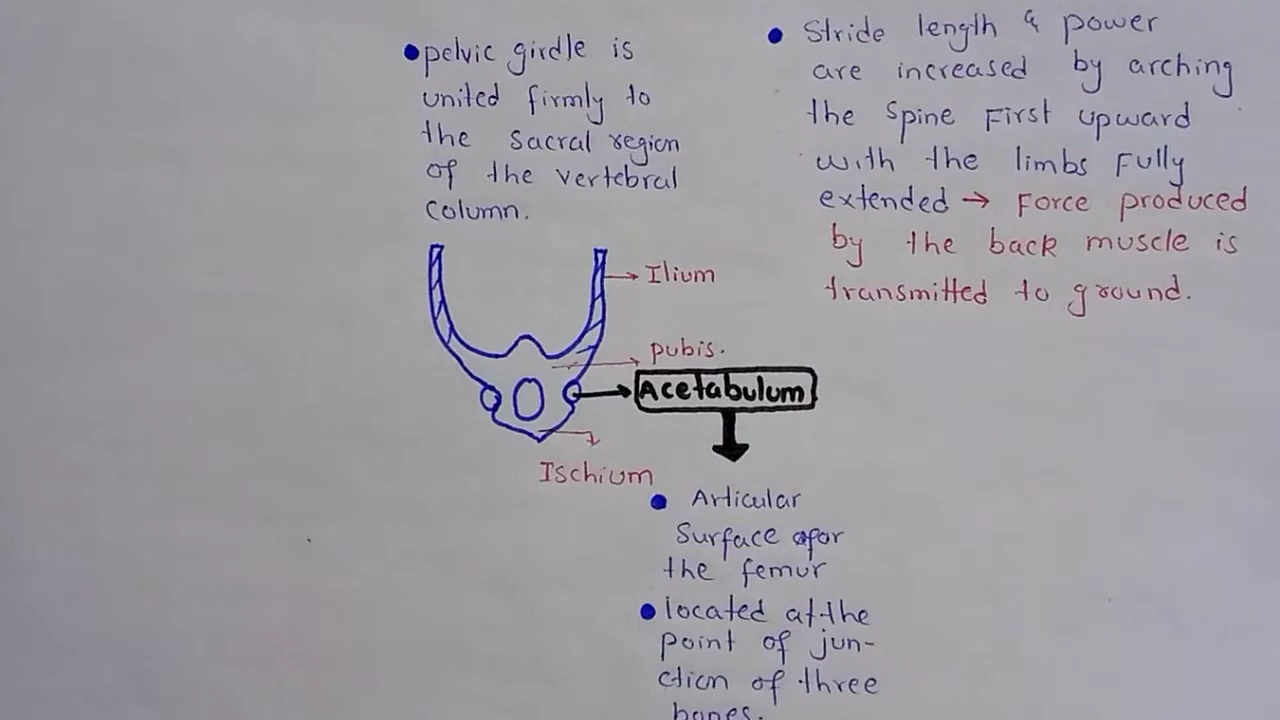 pelvic girdle is
united firmly to
the sacral region
of the vertebral
column.
Stride length & power
are increased by arching
the spine first upward
with the limbs fully
extended → Force produced
by the back muscle is
transmitted to ground.
Ilium
pubis.
Acetabulum
Ischium
Articular
Surface for
the femur
located at the
point of jun-
ction of three
bones.